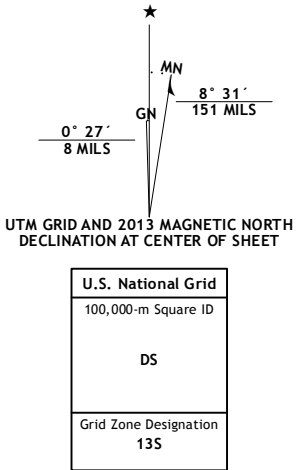 MN
GN
8° 31´
151 MILS
0° 27´
8 MILS
UTM GRID AND 2013 MAGNETIC NORTH
DECLINATION AT CENTER OF SHEET
U.S. National Grid
100,000-m Square ID
DS
Grid Zone Designation
13S